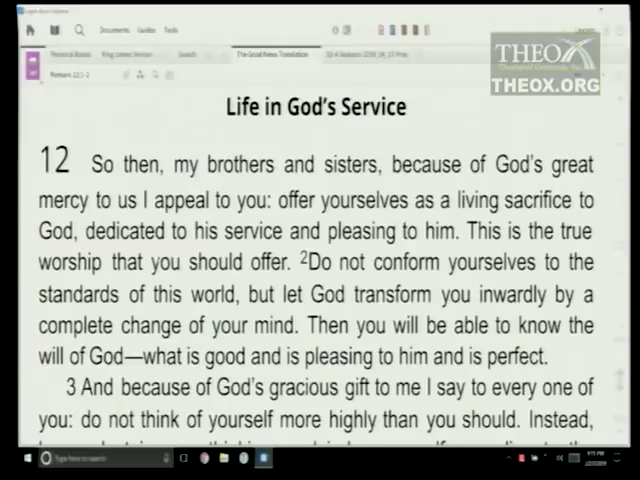 Documents Guides Tools
THEOX
THEOX.ORG
Personal Books King James Version Search The Good News Translation
Romans 12:1-2
Life in God's Service
12 So then, my brothers and sisters, because of God's great
mercy to us I appeal to you: offer yourselves as a living sacrifice to
God, dedicated to his service and pleasing to him. This is the true
worship that you should offer. 2Do not conform yourselves to the
standards of this world, but let God transform you inwardly by a
complete change of your mind. Then you will be able to know the
will of God—what is good and is pleasing to him and is perfect.
3 And because of God's gracious gift to me I say to every one of
you: do not think of yourself more highly than you should. Instead,
Type here to search